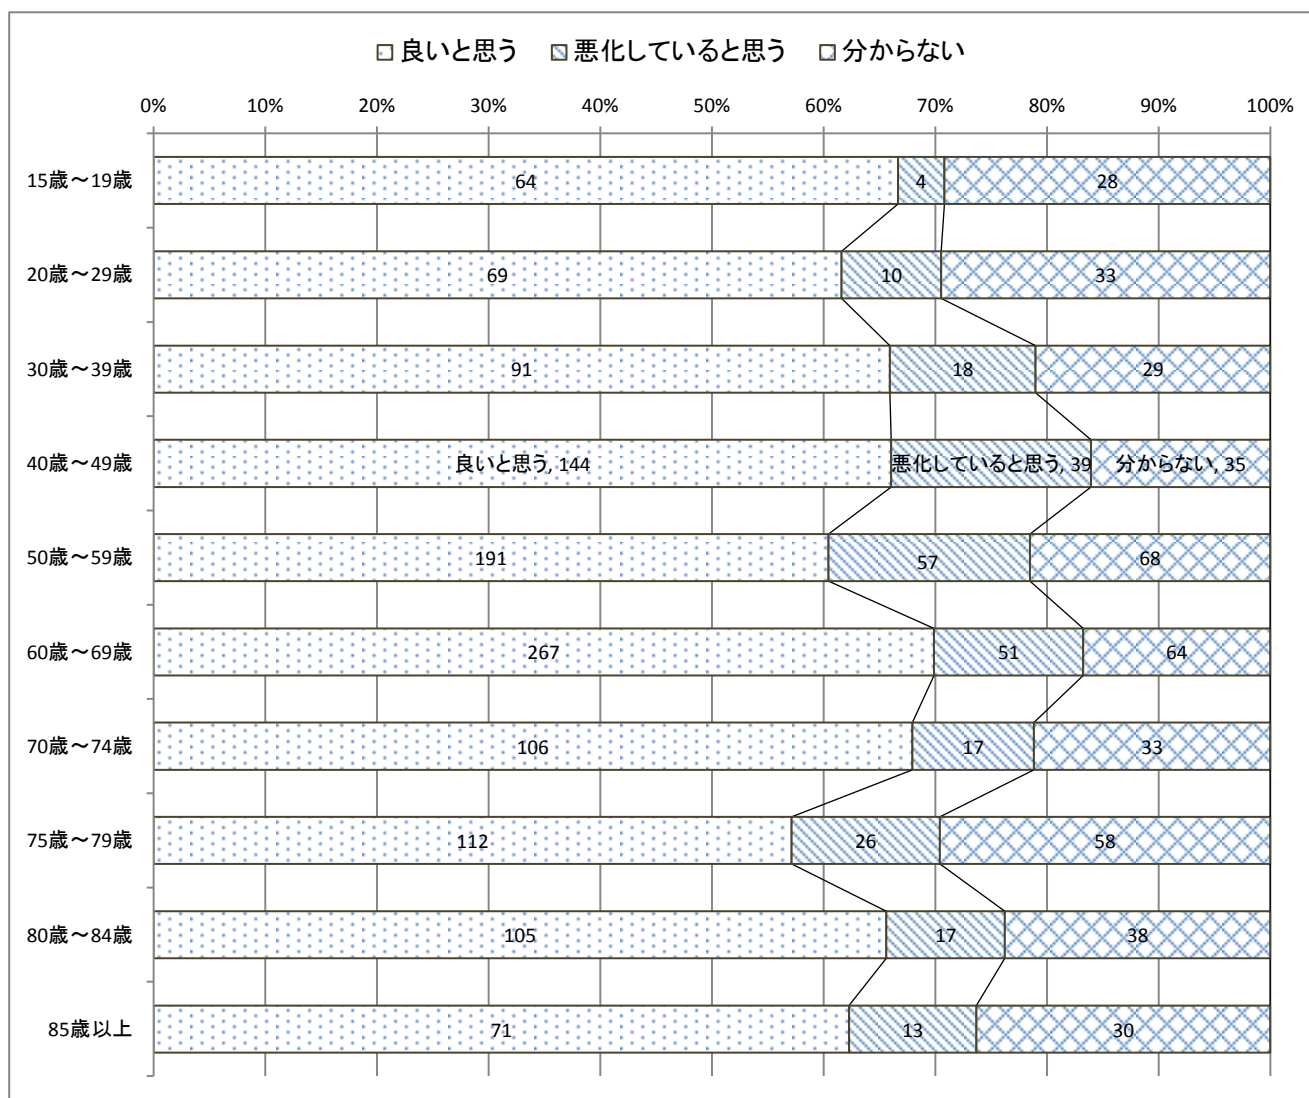 良いと思う 悪化していると思う 分からない
0% 10% 20% 30% 40% 50% 60% 70% 80% 90% 100%
15歳～19歳 64 4 28
20歳～29歳 69 10 33
30歳～39歳 91 18 29
40歳～49歳 良いと思う, 144 悪化していると思う, 39 分からない, 35
50歳～59歳 191 57 68
60歳～69歳 267 51 64
70歳～74歳 106 17 33
75歳～79歳 112 26 58
80歳～84歳 105 17 38
85歳以上 71 13 30